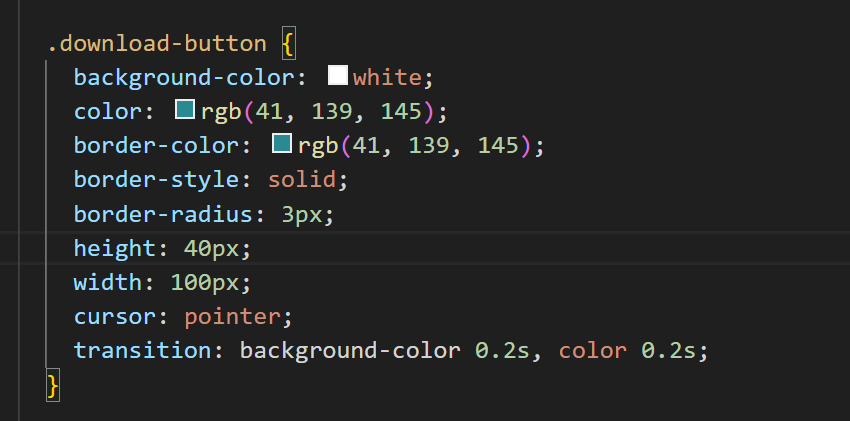 .download-button {
background-color: white;
color: rgb(41, 139, 145);
border-color: rgb(41, 139, 145);
border-style: solid;
border-radius: 3px;
height: 40px;
width: 100px;
cursor: pointer;
transition: background-color 0.2s, color 0.2s;
}